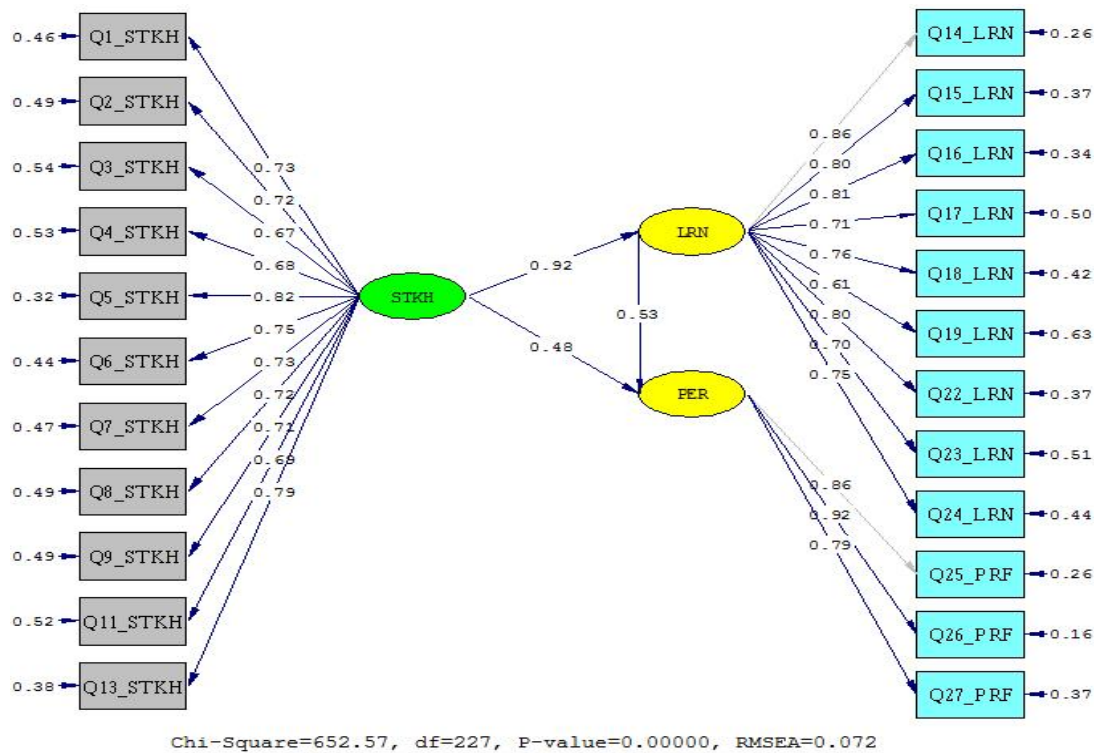 0.46 Q1_STKH
0.49 Q2_STKH
0.54 Q3_STKH
0.53 Q4_STKH
0.32 Q5_STKH
0.44 Q6_STKH
0.47 Q7_STKH
0.49 Q8_STKH
0.49 Q9_STKH
0.52 Q11_STKH
0.38 Q13_STKH
0.73
0.72
0.67
0.68
0.82
0.75
0.73
0.72
0.71
0.69
0.79
STKH
0.92
0.48
LRN
0.53
PER
0.86
0.80
0.81
0.71
0.76
0.61
0.80
0.70
0.75
0.86
0.92
0.79
Q14_LRN 0.26
Q15_LRN 0.37
Q16_LRN 0.34
Q17_LRN 0.50
Q18_LRN 0.42
Q19_LRN 0.63
Q22_LRN 0.37
Q23_LRN 0.51
Q24_LRN 0.44
Q25_PRF 0.26
Q26_PRF 0.16
Q27_PRF 0.37
Chi-Square=652.57, df=227, P-value=0.00000, RMSEA=0.072